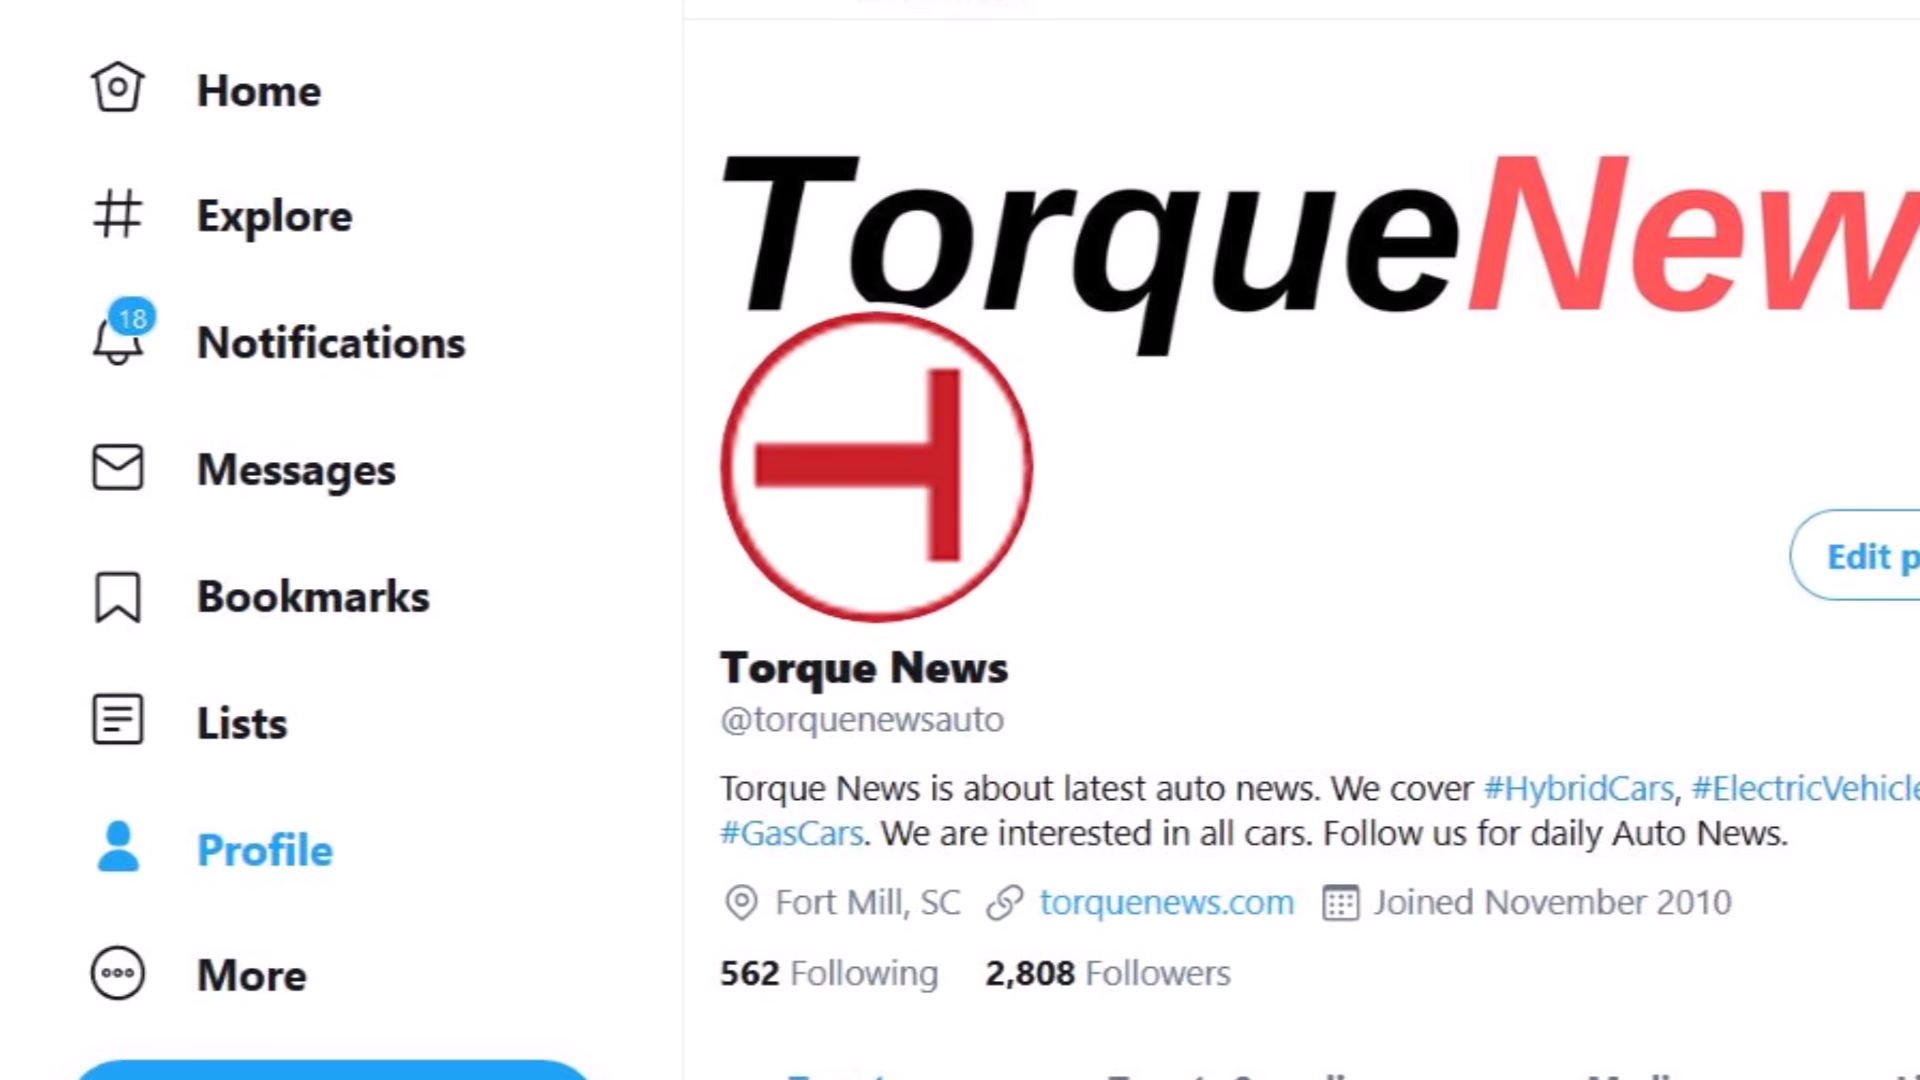 Home
Explore
18
Notifications
Messages
Bookmarks
Lists
Profile
More
TorqueNew
T
Edit p
Torque News
@torquenewsauto
Torque News is about latest auto news. We cover #HybridCars, #ElectricVehicle
#GasCars. We are interested in all cars. Follow us for daily Auto News.
Fort Mill, SC torquenews.com Joined November 2010
562 Following 2,808 Followers